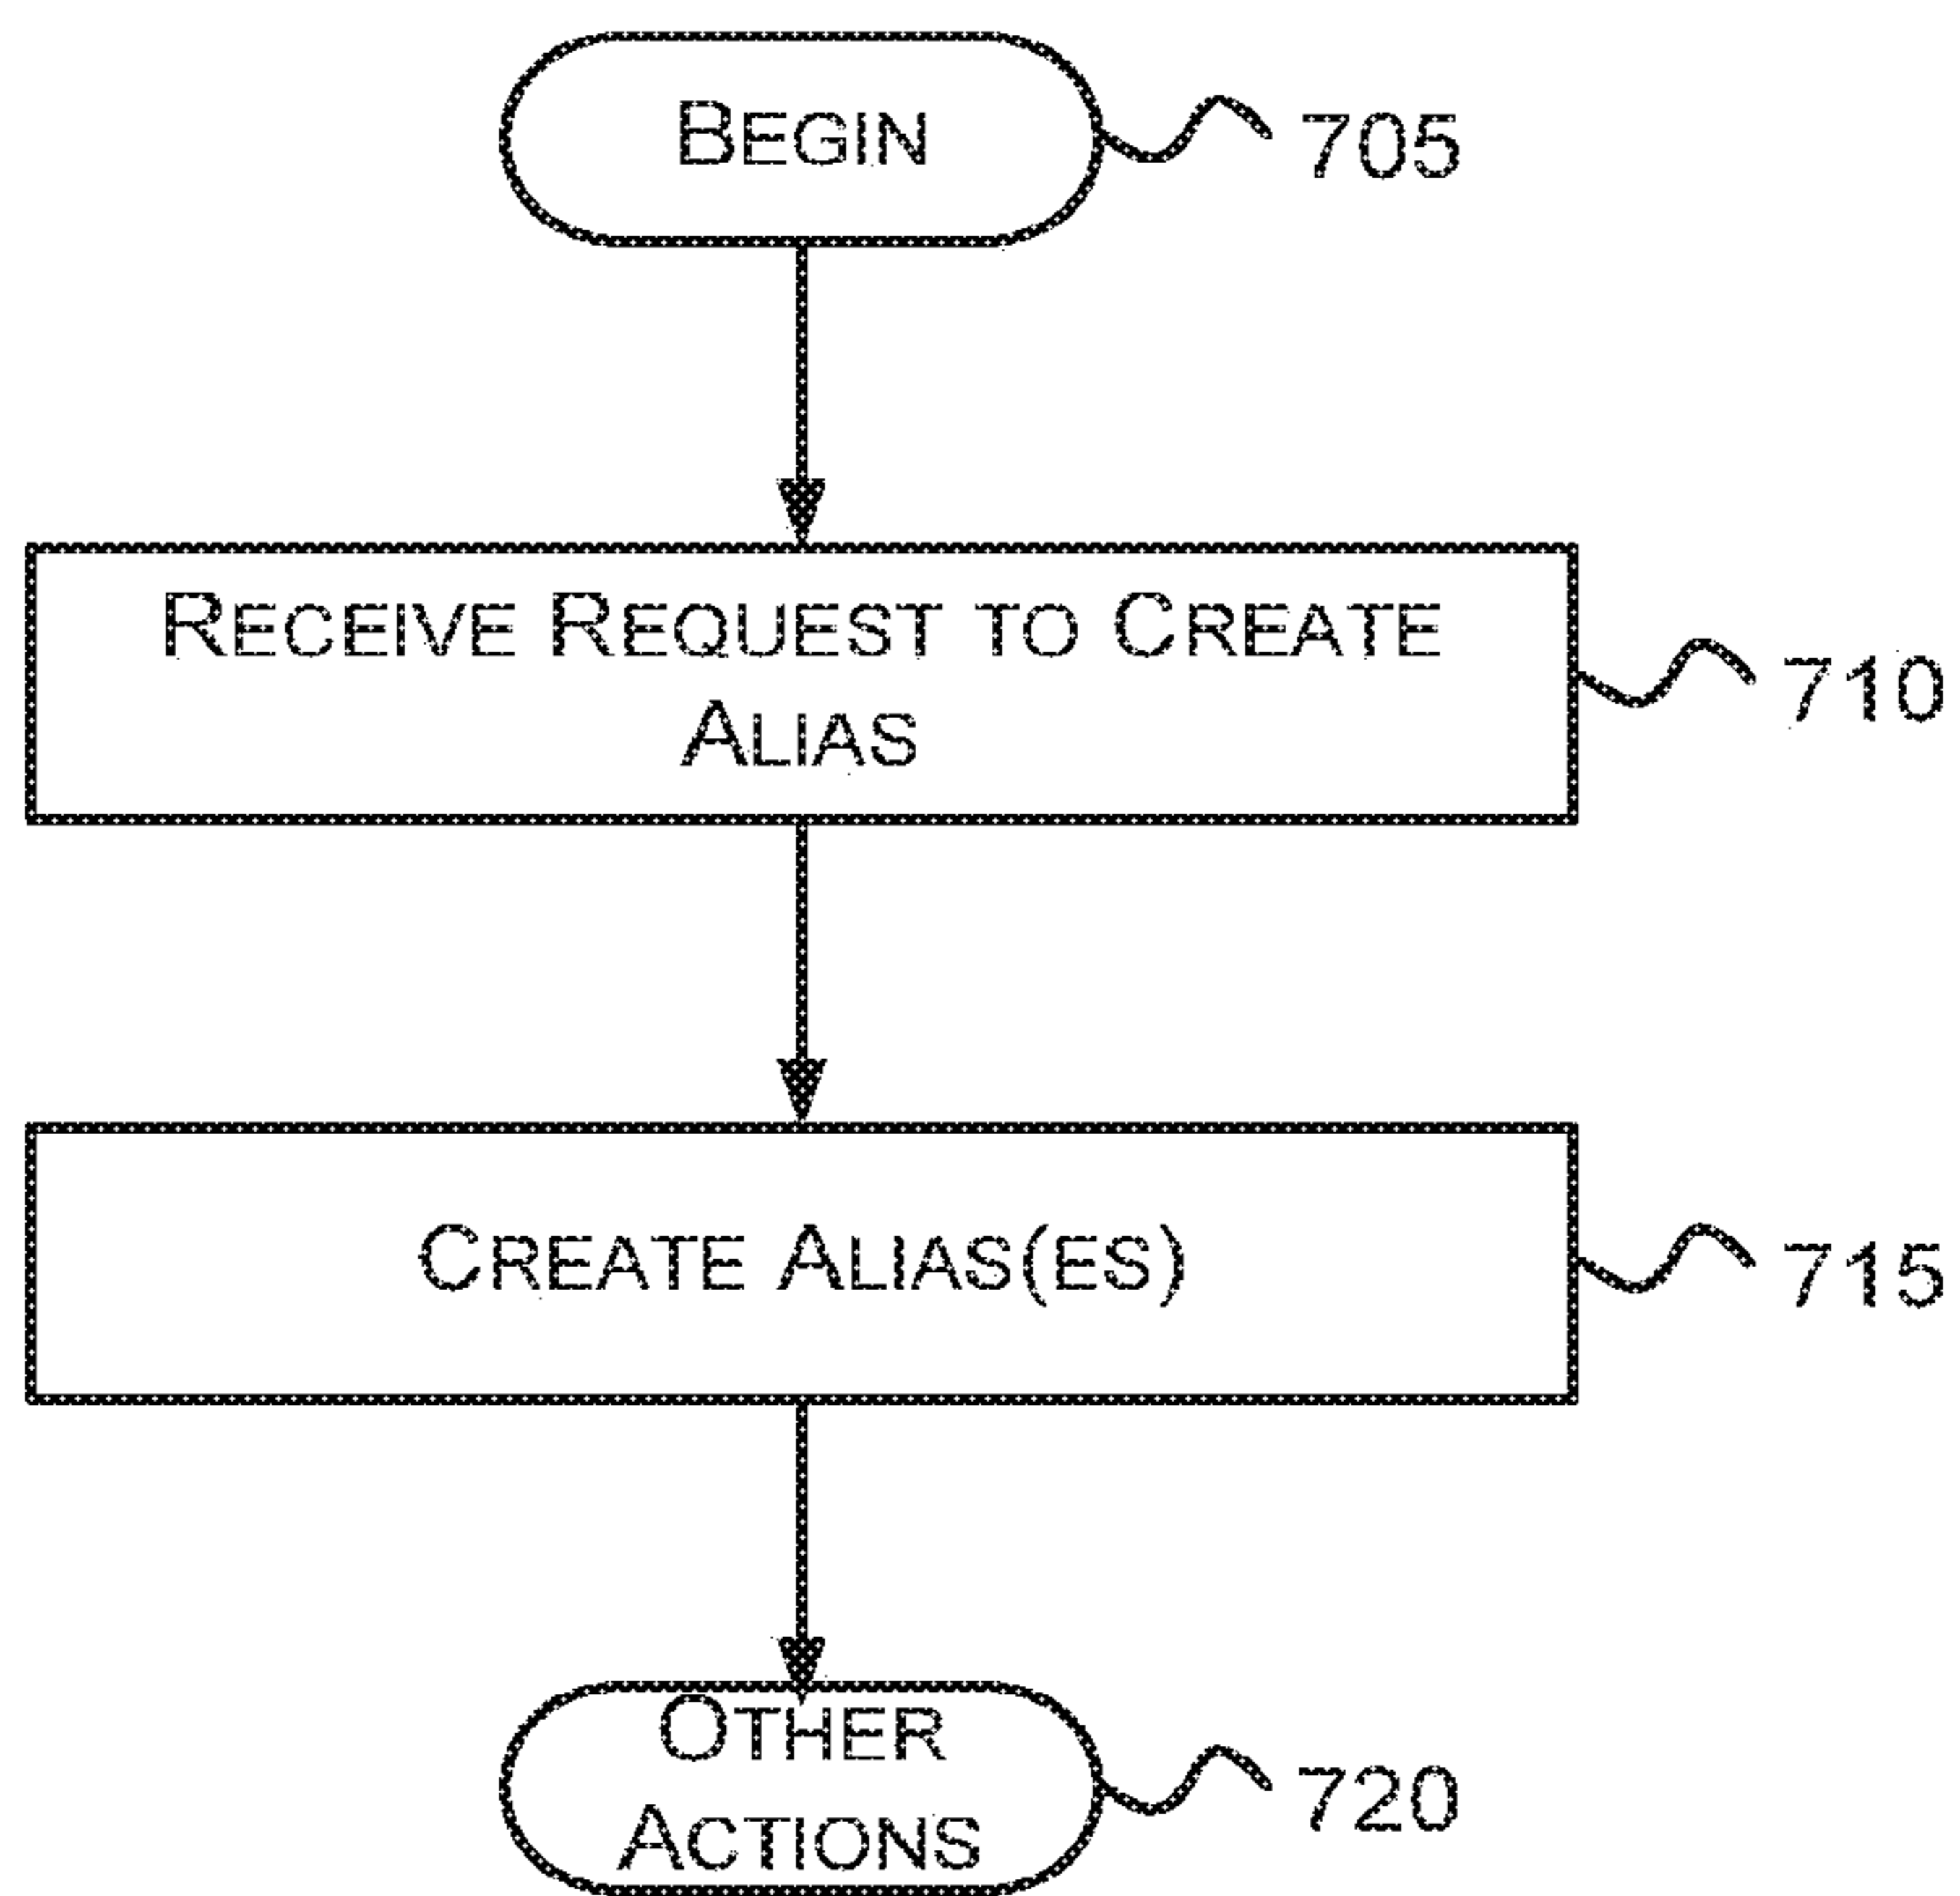 BEGIN
705
RECEIVE REQUEST TO CREATE
ALIAS
710
CREATE ALIAS(ES)
715
OTHER
ACTIONS
720